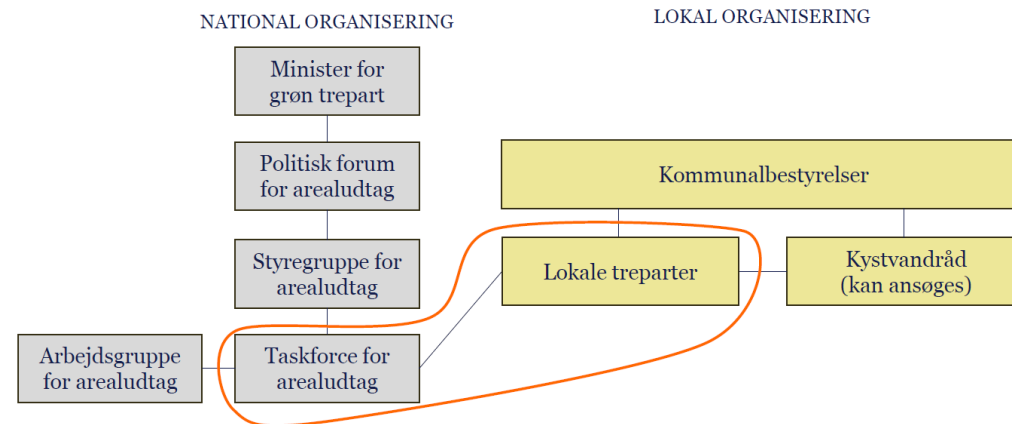 NATIONAL ORGANISERING
LOKAL ORGANISERING
Minister for
grøn trepart
Politisk forum
for arealudtag
Kommunalbestyrelser
Styregruppe for
arealudtag
Lokale treparter
Kystvandråd
(kan ansøges)
Arbejdsgruppe
for arealudtag
Taskforce for
arealudtag